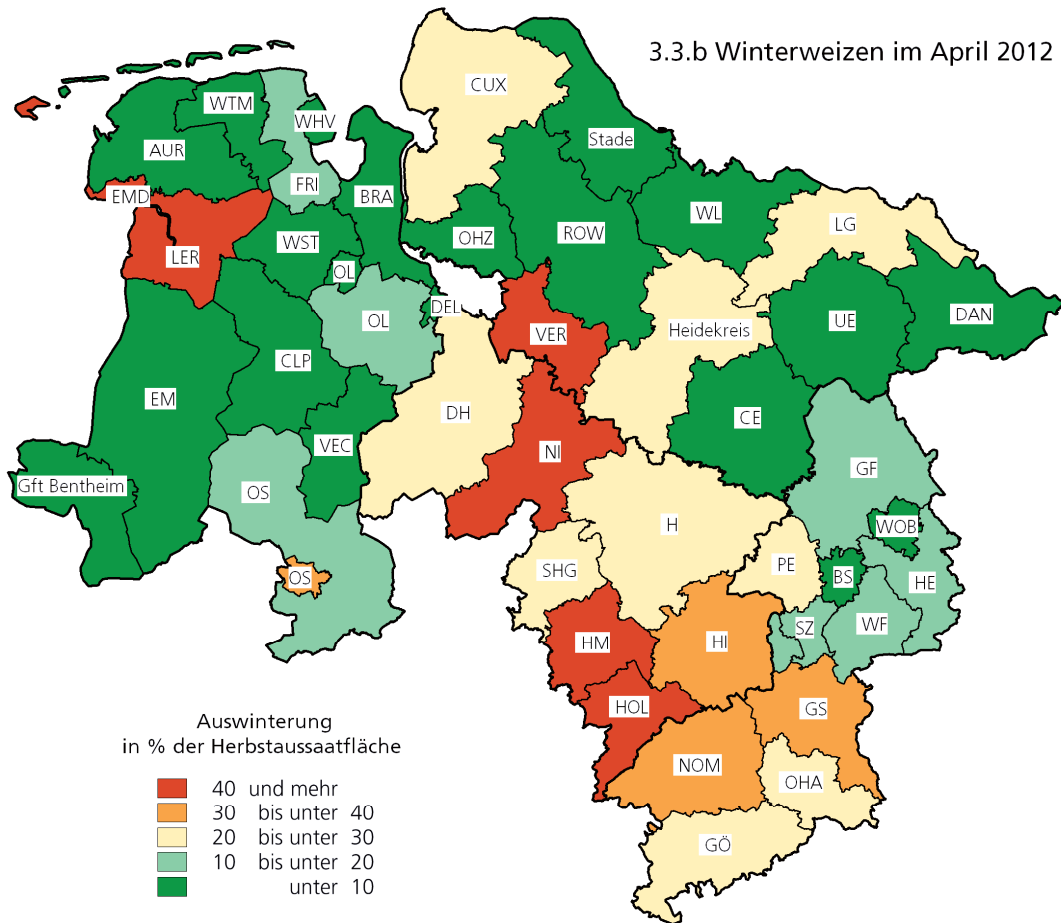 3.3.b Winterweizen im April 2012
CUX
WTM
WHV
Stade
AUR
FRI
EMD
BRA
WL
LG
OHZ
ROW
WST
LER
OL
DEL
OL
VER
Heidekreis
UE
DAN
CLP
EM
DH
CE
VEC
NI
GF
Gft Bentheim
OS
H
WOB
SHG
PE
BS
HE
OS
SZ
WF
HM
HI
HOL
GS
NOM
OHA
GÖ
Auswinterung
in % der Herbstaussaatfläche
40 und mehr
30 bis unter 40
20 bis unter 30
10 bis unter 20
unter 10